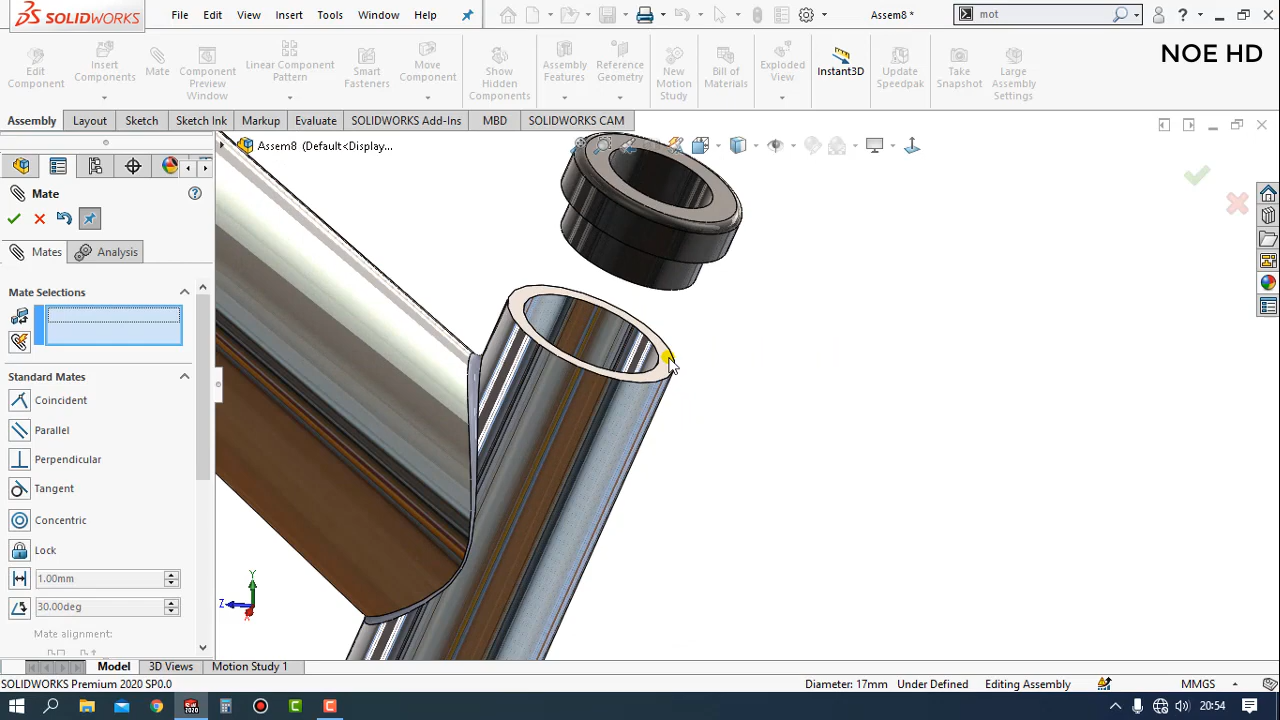 SOLIDWORKS File Edit View Insert Tools Window Help Assem8 * mot ?
Edit Component
Insert Components
Mate
Component Preview Window
Linear Component Pattern
Smart Fasteners
Move Component
Show Hidden Components
Assembly Features
Reference Geometry
New Motion Study
Bill of Materials
Exploded View
Instant3D
Update Speedpak
Take Snapshot
Large Assembly Settings
NOE HD
Assembly Layout Sketch Sketch Ink Markup Evaluate SOLIDWORKS Add-Ins MBD SOLIDWORKS CAM
Assem8 (Default<Display...
Mate
Mates Analysis
Mate Selections
Standard Mates
Coincident
Parallel
Perpendicular
Tangent
Concentric
Lock
1.00mm
30.00deg
Mate alignment:
Y
Z
X
Model 3D Views Motion Study 1
SOLIDWORKS Premium 2020 SP0.0 Diameter: 17mm Under Defined Editing Assembly MMGS
20:54